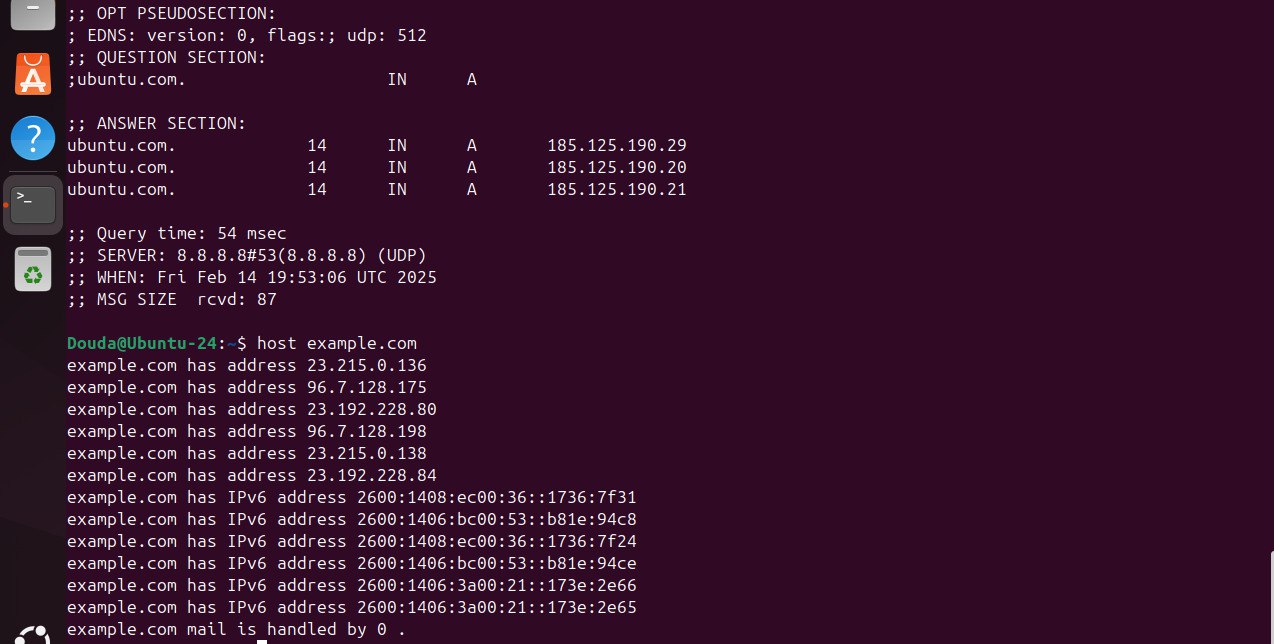 ;; OPT PSEUDOSECTION:
; EDNS: version: 0, flags:; udp: 512
;; QUESTION SECTION:
;ubuntu.com. IN A
;; ANSWER SECTION:
ubuntu.com. 14 IN A 185.125.190.29
ubuntu.com. 14 IN A 185.125.190.20
ubuntu.com. 14 IN A 185.125.190.21
;; Query time: 54 msec
;; SERVER: 8.8.8.8#53(8.8.8.8) (UDP)
;; WHEN: Fri Feb 14 19:53:06 UTC 2025
;; MSG SIZE rcvd: 87
Douda@Ubuntu-24:~$ host example.com
example.com has address 23.215.0.136
example.com has address 96.7.128.175
example.com has address 23.192.228.80
example.com has address 96.7.128.198
example.com has address 23.215.0.138
example.com has address 23.192.228.84
example.com has IPv6 address 2600:1408:ec00:36::1736:7f31
example.com has IPv6 address 2600:1406:bc00:53::b81e:94c8
example.com has IPv6 address 2600:1408:ec00:36::1736:7f24
example.com has IPv6 address 2600:1406:bc00:53::b81e:94ce
example.com has IPv6 address 2600:1406:3a00:21::173e:2e66
example.com has IPv6 address 2600:1406:3a00:21::173e:2e65
example.com mail is handled by 0 .